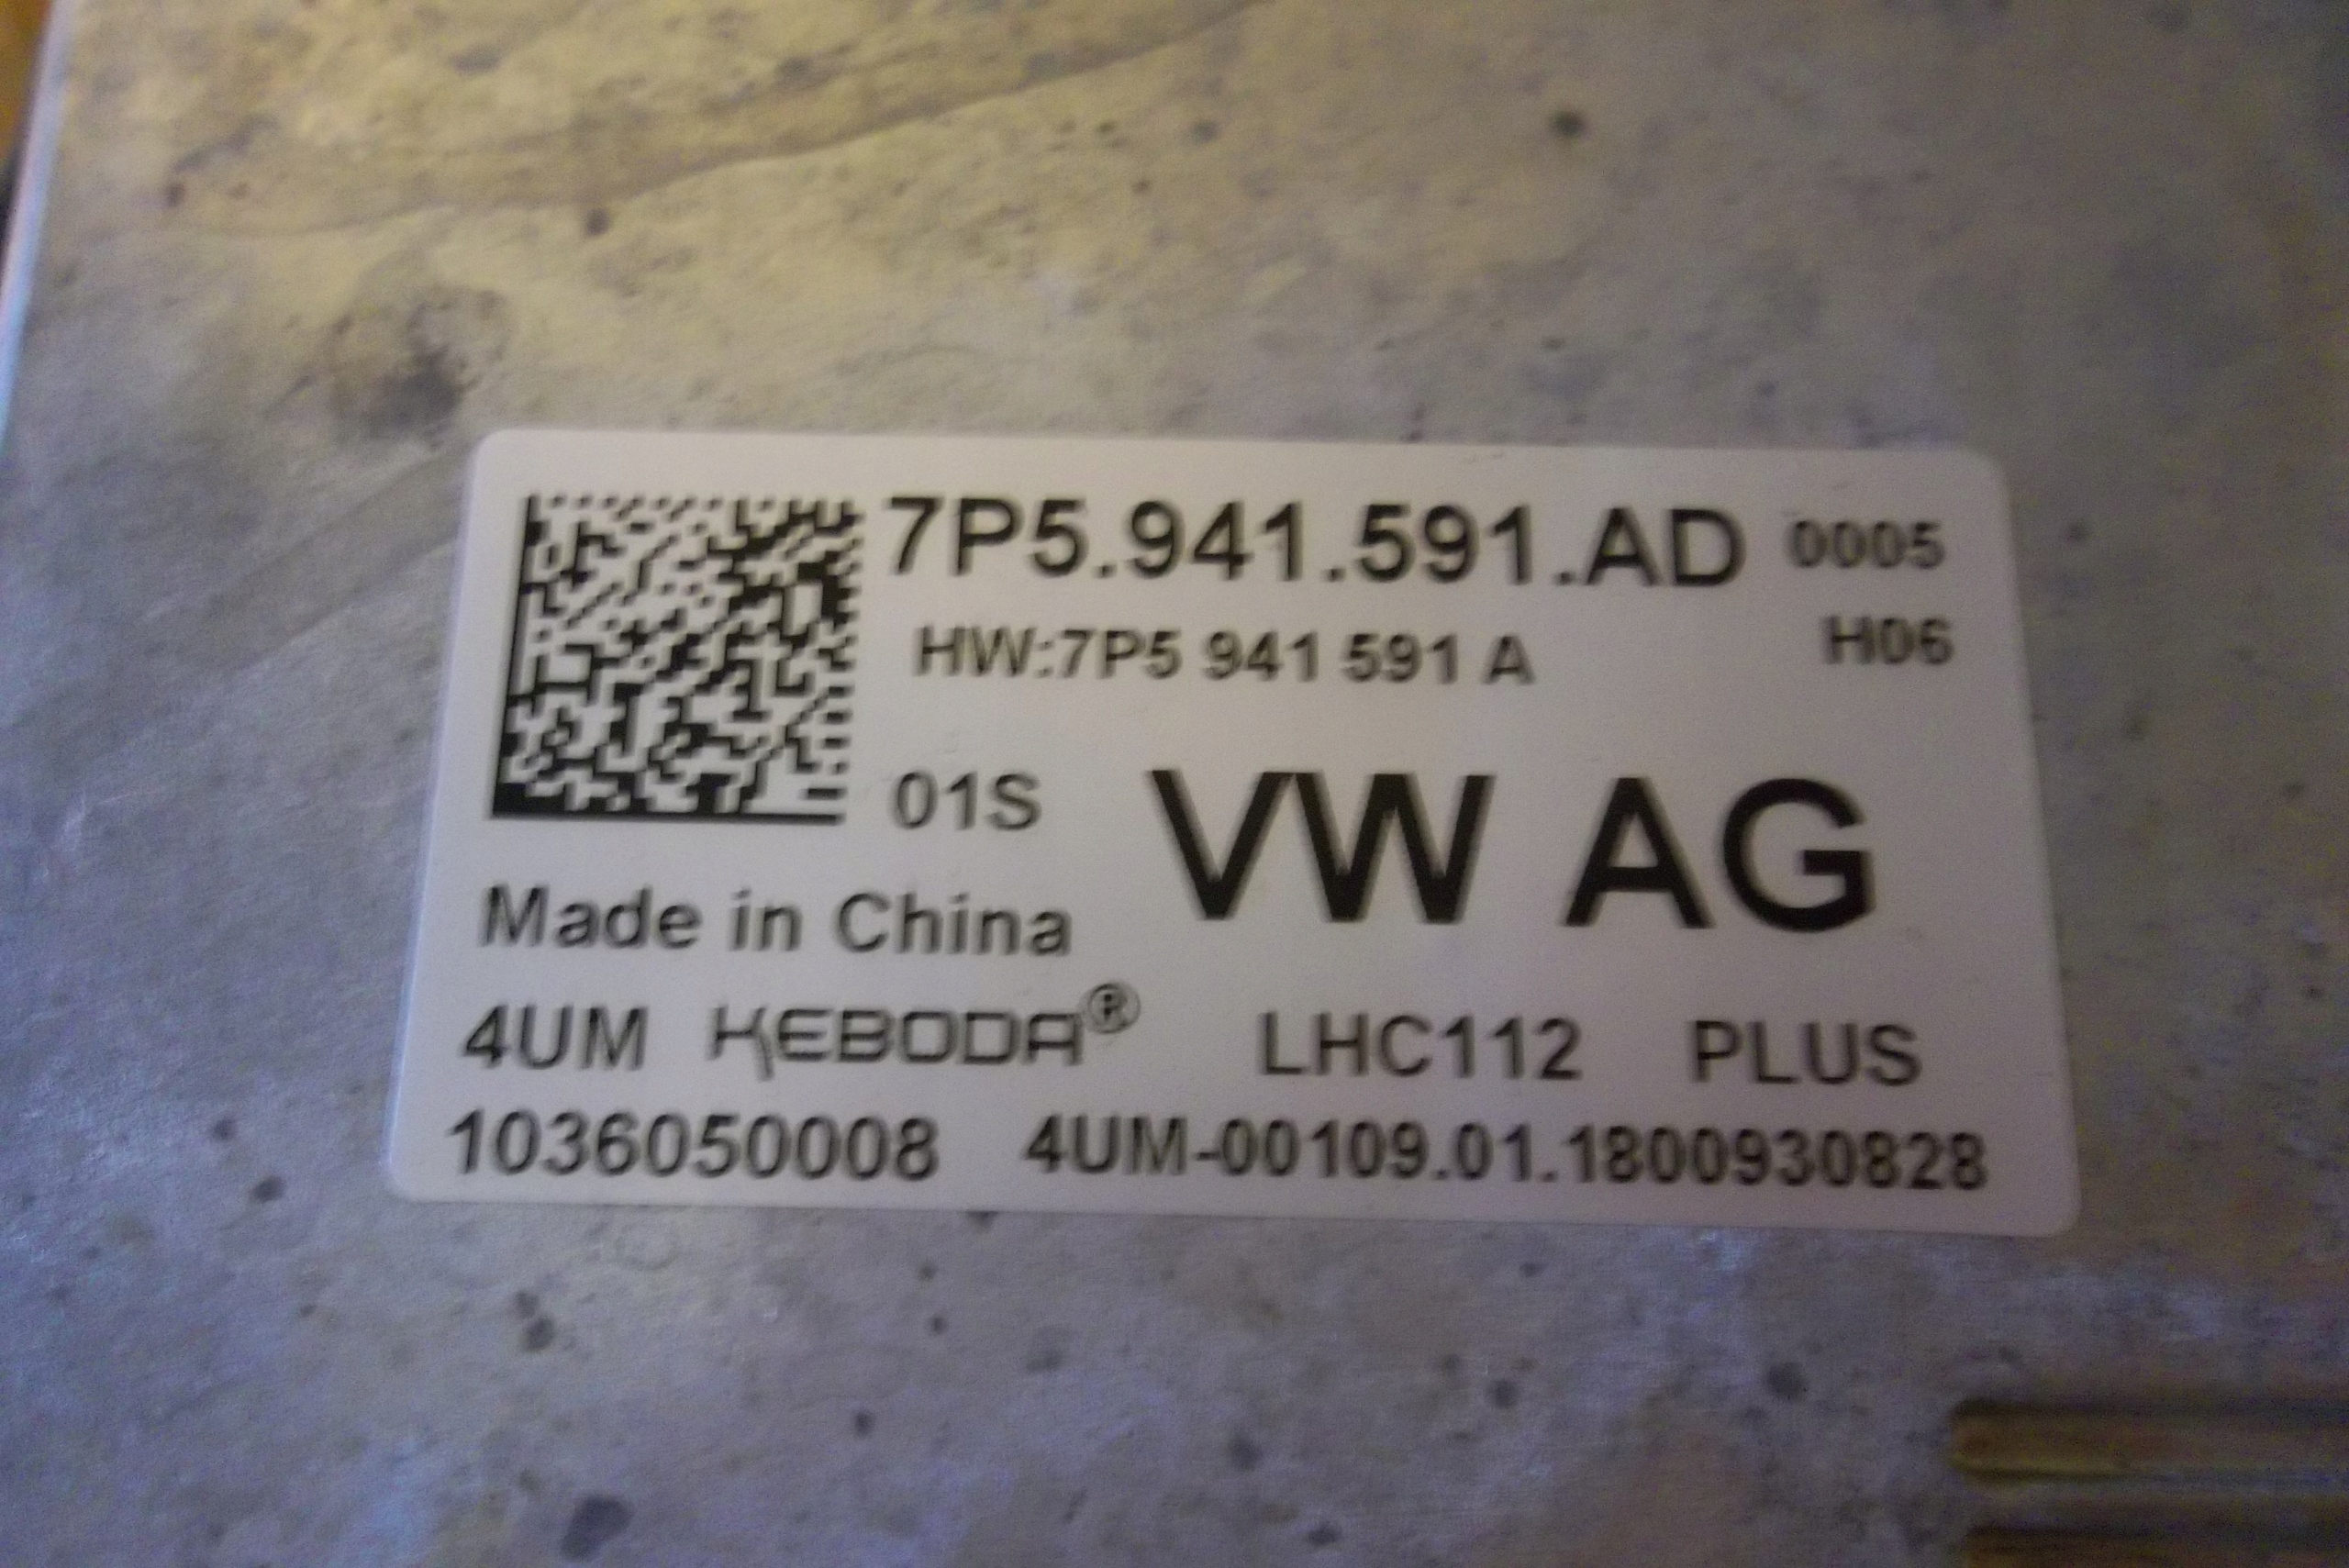 7P5.941.591.AD 0005
HW:7P5 941 591 A H06
01S VW AG
Made in China
4UM KEBODA® LHC112 PLUS
1036050008 4UM-00109.01.1800930828